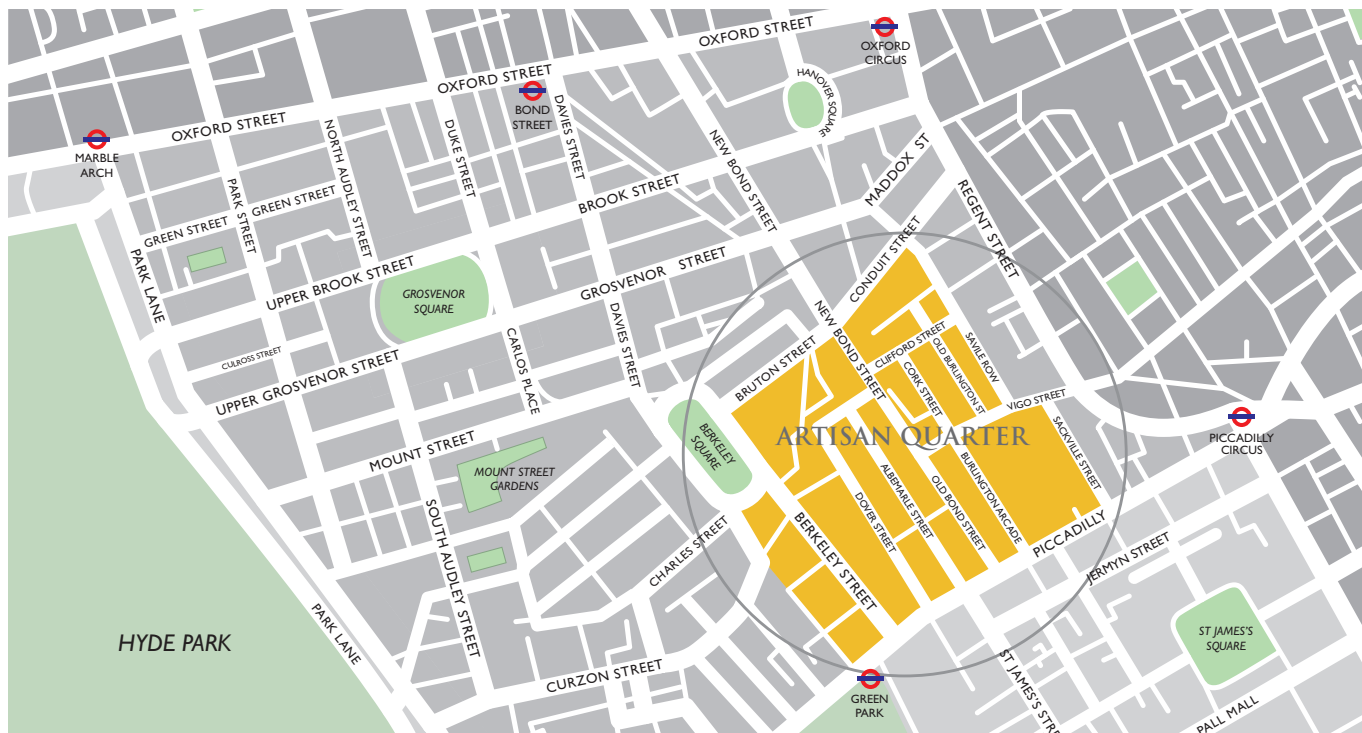 OXFORD STREET
OXFORD
CIRCUS
HANOVER SQUARE
OXFORD STREET
BOND
STREET
OXFORD STREET
MARBLE
ARCH
NORTH AUDLEY STREET
DUKE STREET
DAVIES STREET
NEW BOND STREET
MADDOX ST
REGENT STREET
PARK STREET
GREEN STREET
GREEN STREET
BROOK STREET
PARK LANE
UPPER BROOK STREET
GROSVENOR
SQUARE
GROSVENOR STREET
CONDUIT STREET
CULROSS STREET
UPPER GROSVENOR STREET
CARLOS PLACE
DAVIES STREET
BRUTON STREET
NEW BOND STREET
CLIFFORD STREET
CORK STREET
OLD BURLINGTON ST
SAVILE ROW
VIGO STREET
SACKVILLE STREET
ARTISAN QUARTER
PICCADILLY
CIRCUS
BERKELEY
SQUARE
MOUNT STREET
MOUNT STREET
GARDENS
SOUTH AUDLEY STREET
DOVER STREET
ALBEMARLE STREET
OLD BOND STREET
BURLINGTON ARCADE
PICCADILLY
CHARLES STREET
BERKELEY STREET
JERMYN STREET
HYDE PARK
PARK LANE
CURZON STREET
ST JAMES'S
SQUARE
GREEN
PARK
ST JAMES'S STRE
PALL MALL